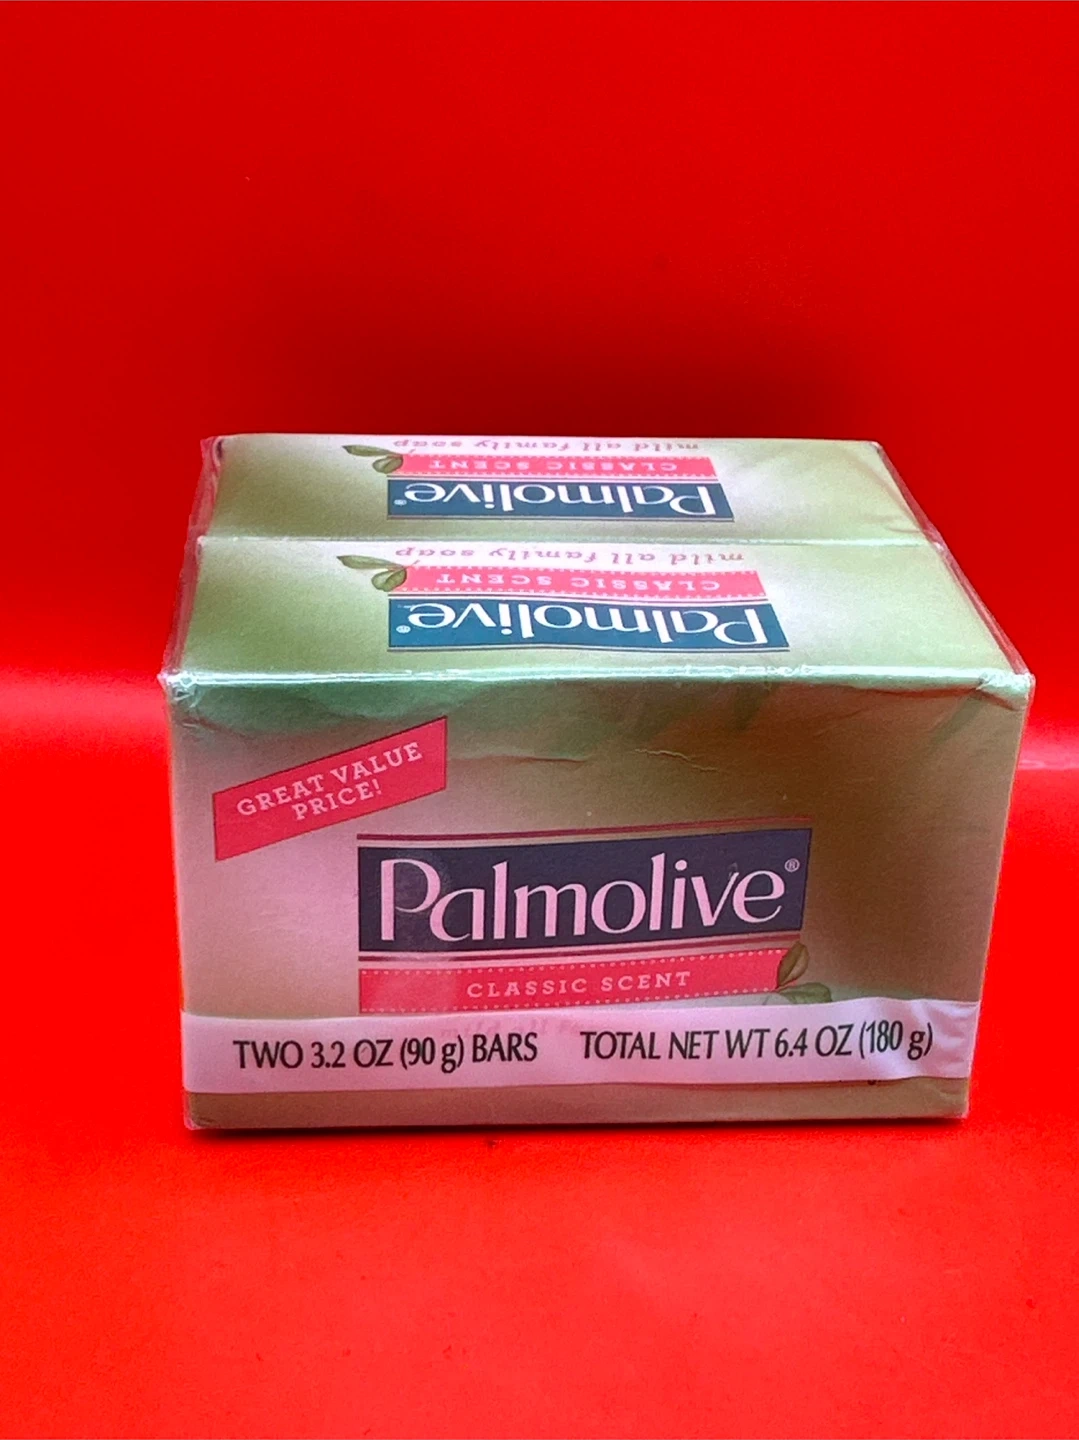 mild all family soap
CLASSIC SCENT
Palmolive®
mild all family soap
CLASSIC SCENT
Palmolive®
GREAT VALUE
PRICE!
Palmolive®
CLASSIC SCENT
TWO 3.2 OZ (90 g) BARS TOTAL NET WT 6.4 OZ (180 g)